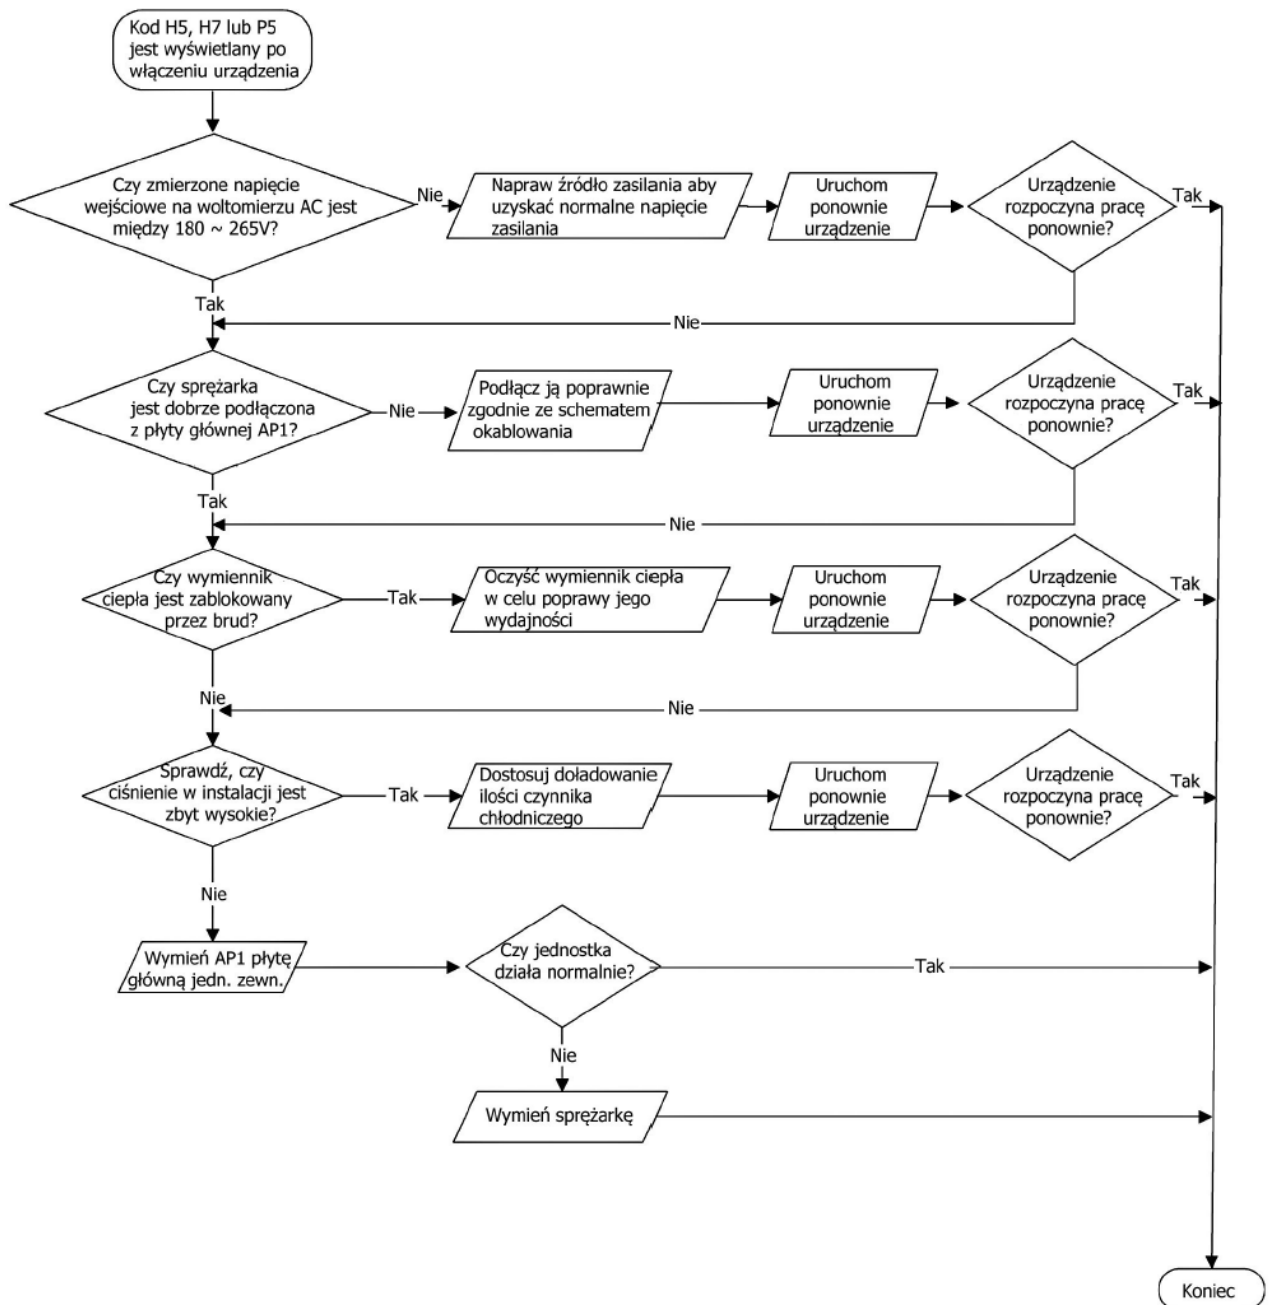 Kod H5, H7 lub P5
jest wyświetlany po
włączeniu urządzenia
Czy zmierzone napięcie
wejściowe na woltomierzu AC jest
między 180 ~ 265V?
Nie
Napraw źródło zasilania aby
uzyskać normalne napięcie
zasilania
Uruchom
ponownie
urządzenie
Urządzenie
rozpoczyna pracę
ponownie?
Tak
Tak
Nie
Czy sprężarka
jest dobrze podłączona
z płyty głównej AP1?
Nie
Podłącz ją poprawnie
zgodnie ze schematem
okablowania
Uruchom
ponownie
urządzenie
Urządzenie
rozpoczyna pracę
ponownie?
Tak
Tak
Nie
Czy wymiennik
ciepła jest zablokowany
przez brud?
Tak
Oczyść wymiennik ciepła
w celu poprawy jego
wydajności
Uruchom
ponownie
urządzenie
Urządzenie
rozpoczyna pracę
ponownie?
Tak
Nie
Nie
Sprawdź, czy
ciśnienie w instalacji jest
zbyt wysokie?
Tak
Dostosuj doładowanie
ilości czynnika
chłodniczego
Uruchom
ponownie
urządzenie
Urządzenie
rozpoczyna pracę
ponownie?
Tak
Nie
Wymień AP1 płytę
główną jedn. zewn.
Czy jednostka
działa normalnie?
Tak
Nie
Wymień sprężarkę
Koniec